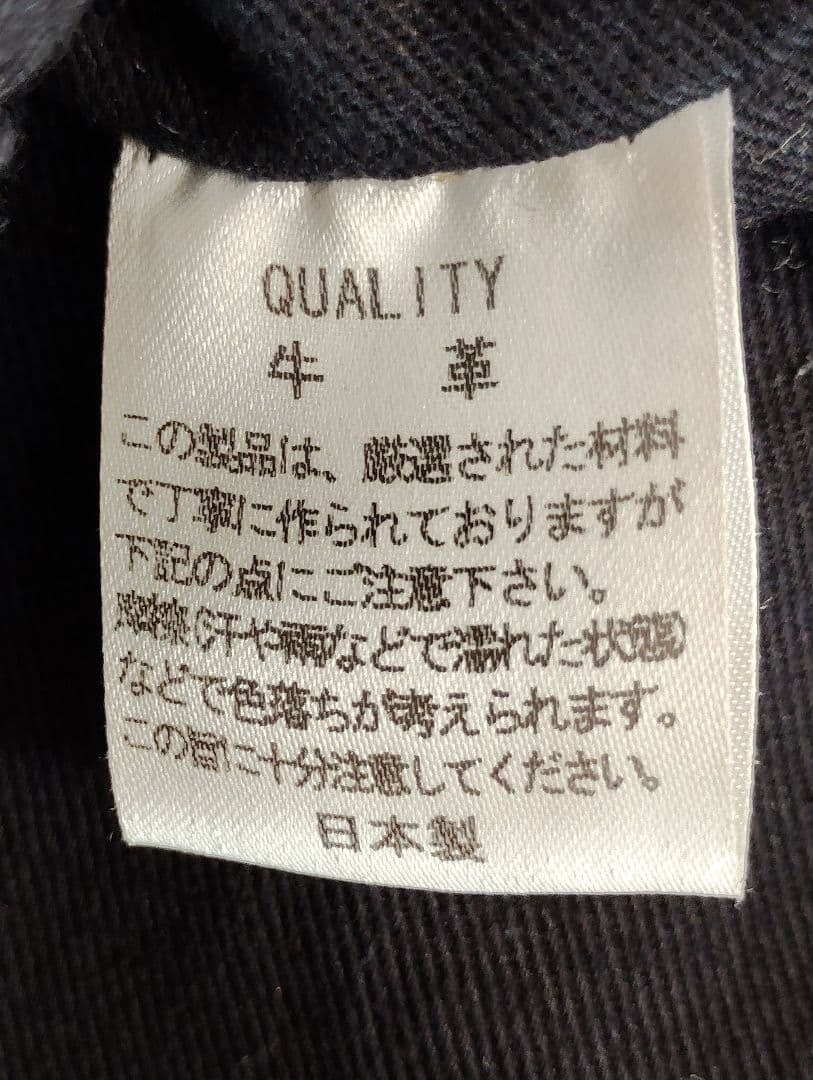 QUALITY
牛 革
この製品は、厳選された材料
で丁寧に作られておりますが
下記の点にご注意下さい。
摩擦(汗や雨などで濡れた状態)
などで色落ちが考えられます。
この旨に十分注意してください。
日本製